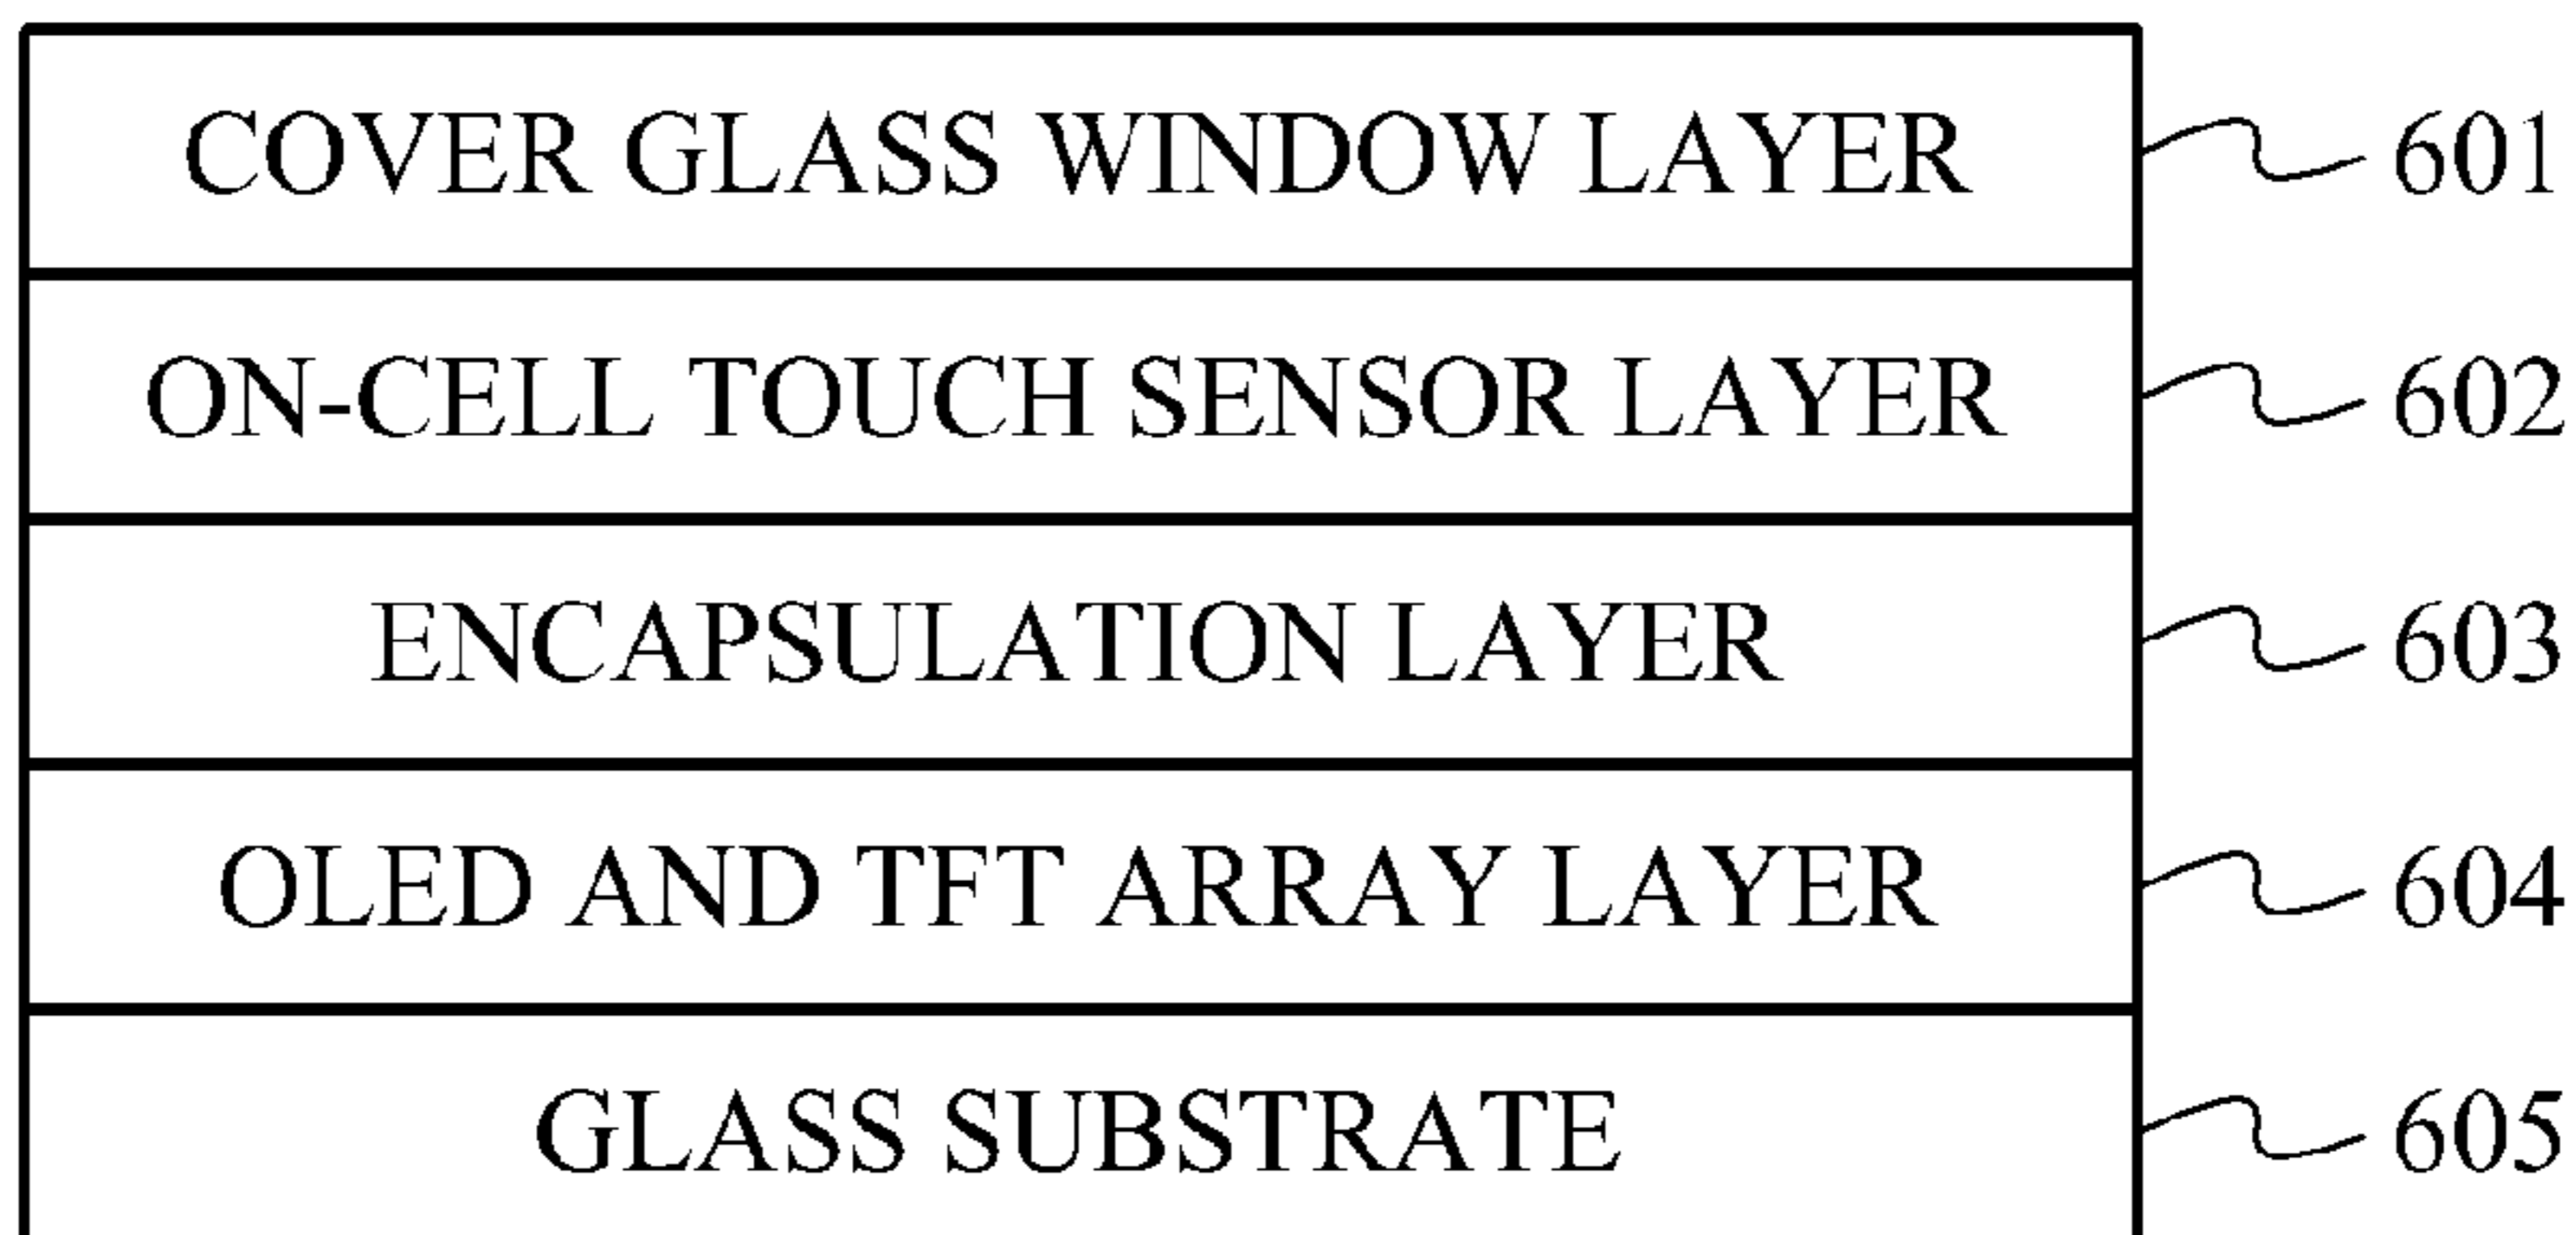 COVER GLASS WINDOW LAYER 601
ON-CELL TOUCH SENSOR LAYER 602
ENCAPSULATION LAYER 603
OLED AND TFT ARRAY LAYER 604
GLASS SUBSTRATE 605